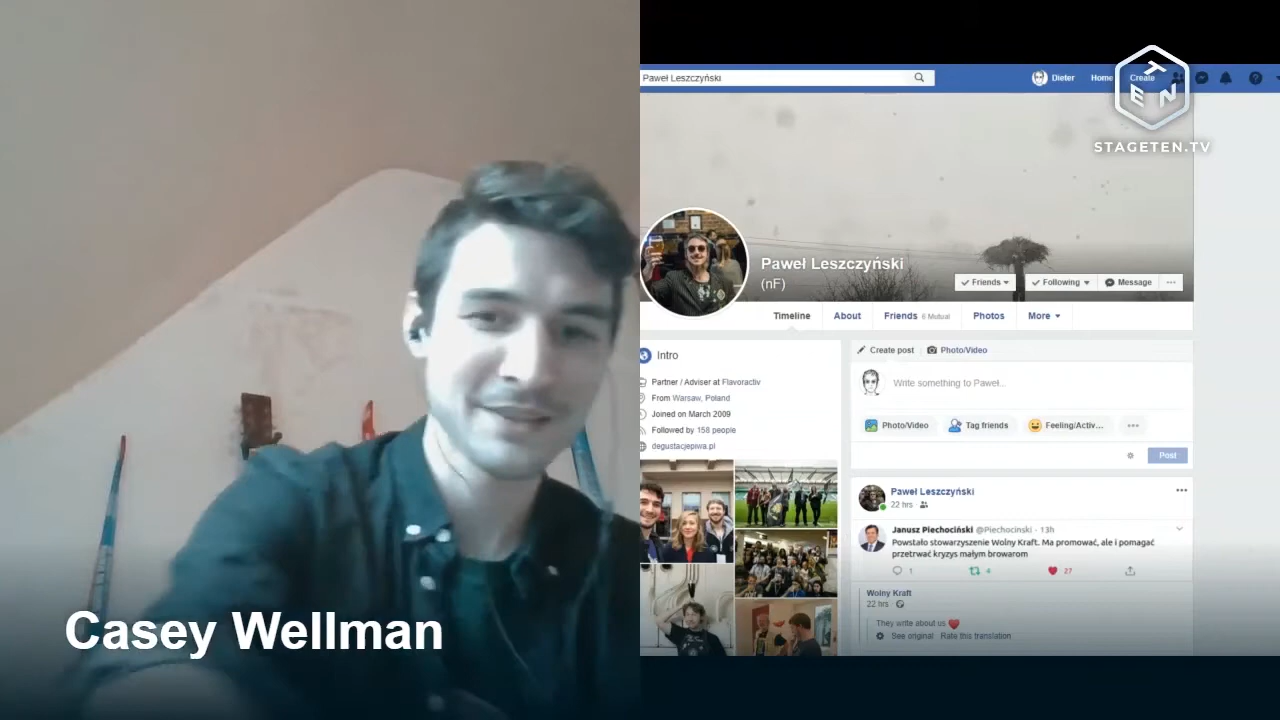 Paweł Leszczyński
Dieter
Home
Create
TEN
STAGETEN.TV
Paweł Leszczyński
(nF)
Friends
Following
Message
Timeline
About
Friends 6 Mutual
Photos
More
Intro
Partner / Adviser at Flavoractiv
From Warsaw, Poland
Joined on March 2009
Followed by 158 people
degustacjepiwa.pl
Create post
Photo/Video
Write something to Paweł...
Photo/Video
Tag friends
Feeling/Activ...
Post
Paweł Leszczyński
22 hrs
Janusz Piechociński @Piechocinski · 13h
Powstało stowarzyszenie Wolny Kraft. Ma promować, ale i pomagać
przetrwać kryzys małym browarom
1
4
27
Wolny Kraft
22 hrs
They write about us
See original · Rate this translation
Casey Wellman